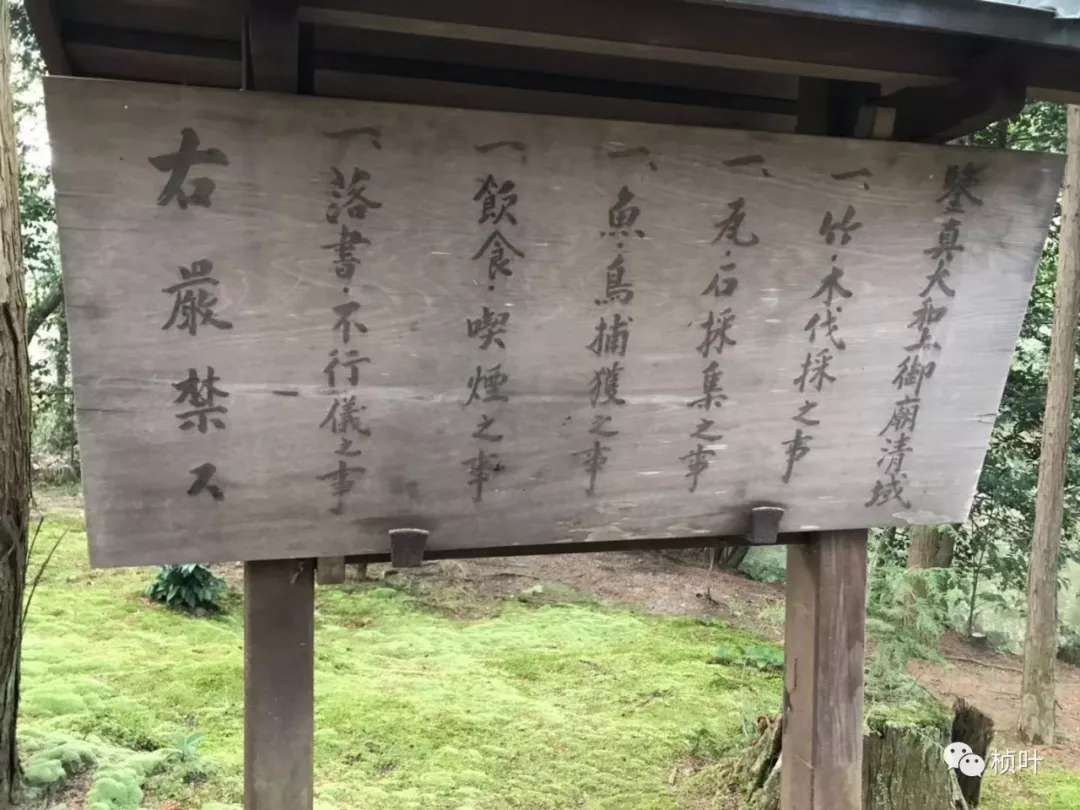 鑒真大和上御廟清域
一、竹・木伐採之事
一、瓦・石採集之事
一、魚・鳥捕獲之事
一、飲食・喫煙之事
一、落書・不行儀之事
右厳禁ス
桢叶